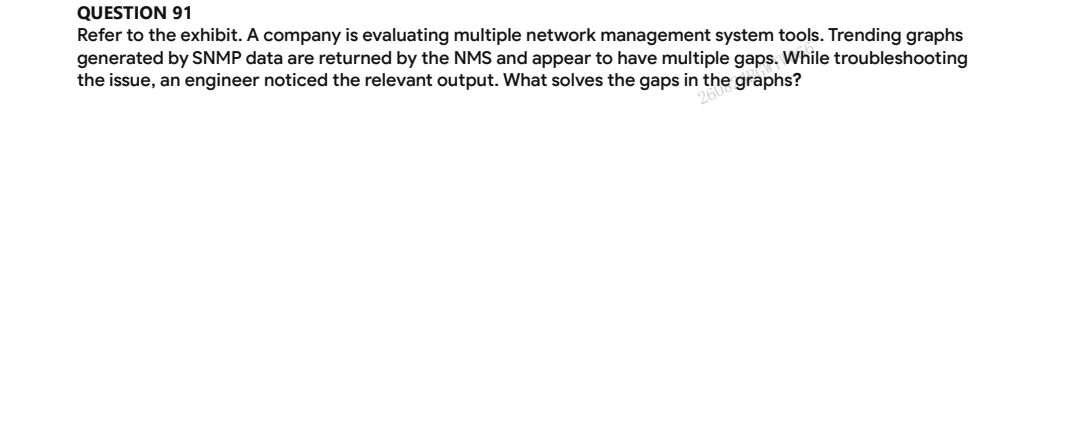 QUESTION 91
Refer to the exhibit. A company is evaluating multiple network management system tools. Trending graphs
generated by SNMP data are returned by the NMS and appear to have multiple gaps. While troubleshooting
the issue, an engineer noticed the relevant output. What solves the gaps in the graphs?